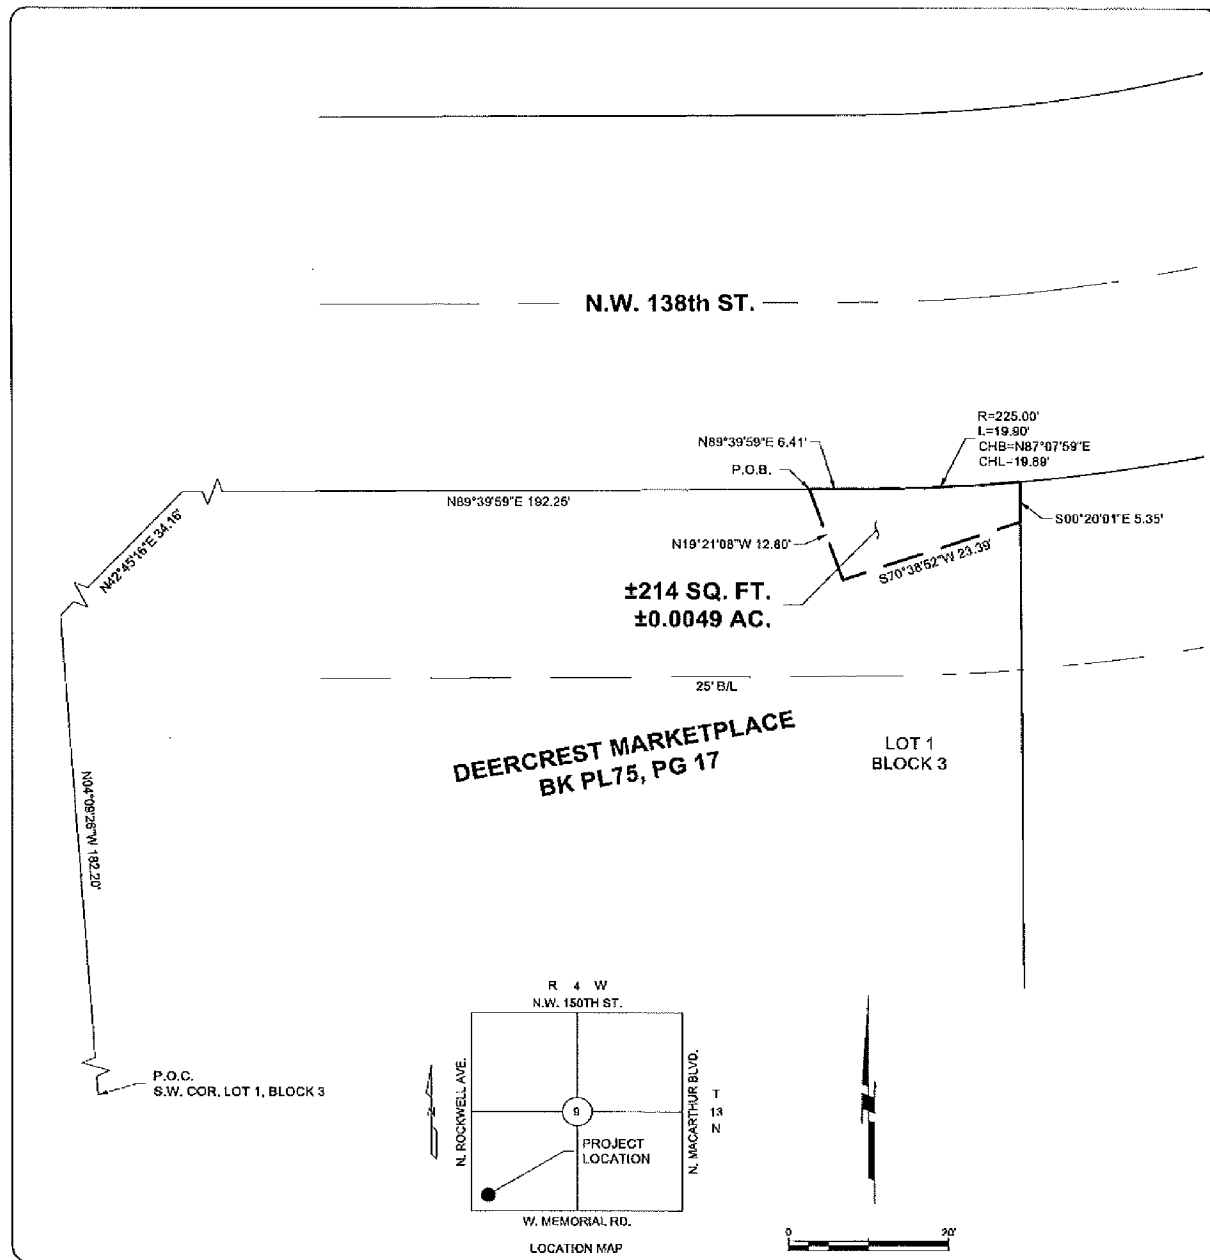 N.W. 138th ST.
R=225.00'
L=19.90'
CHB=N87°07'59"E
CHL=19.89'
N89°39'59"E 6.41'
P.O.B.
N89°39'59"E 192.25'
S00°20'01"E 5.35'
N19°21'08"W 12.80'
S70°38'52"W 23.39'
N42°45'16"E 34.16'
±214 SQ. FT.
±0.0049 AC.
25' B/L
DEERCREST MARKETPLACE
BK PL75, PG 17
LOT 1
BLOCK 3
N04°09'26"W 182.20'
P.O.C.
S.W. COR. LOT 1, BLOCK 3
R 4 W
N.W. 150TH ST.
N. ROCKWELL AVE.
N. MACARTHUR BLVD.
T
13
N
9
PROJECT
LOCATION
W. MEMORIAL RD.
LOCATION MAP
0 20'